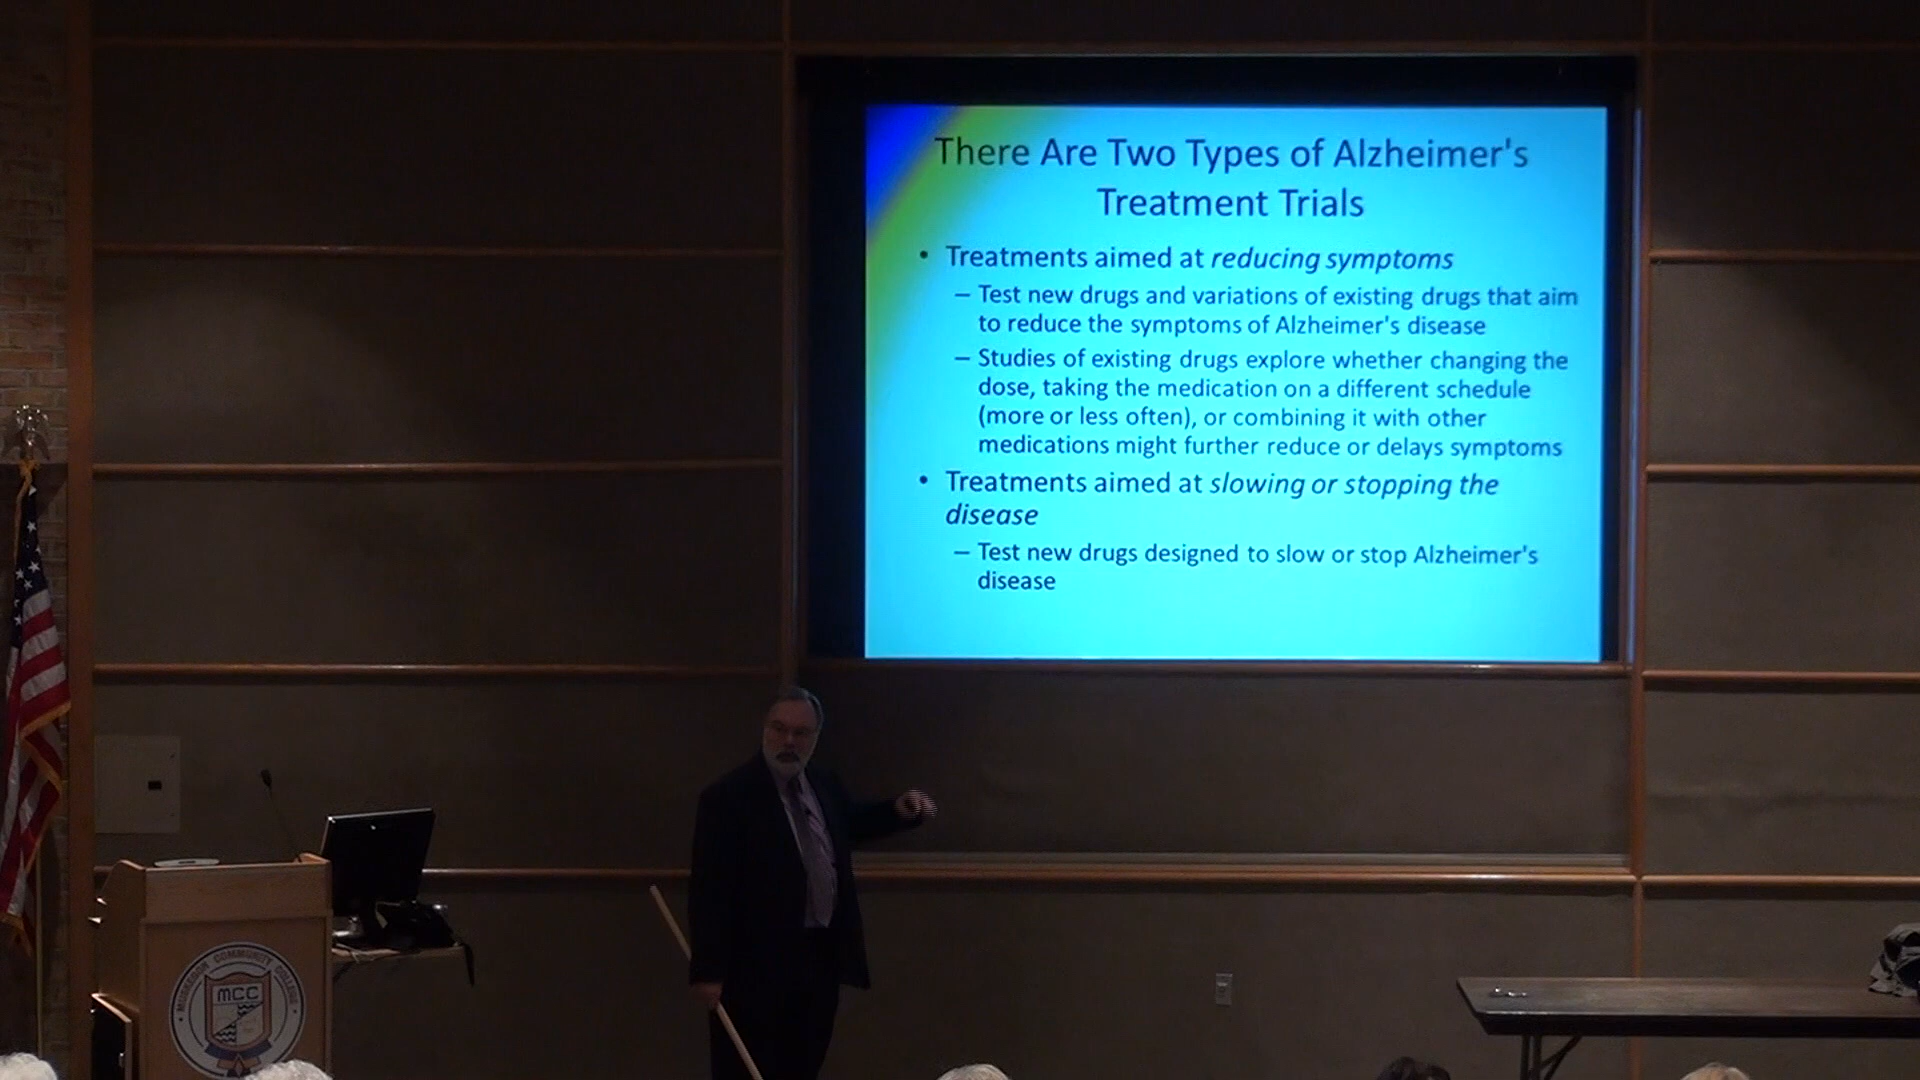 There Are Two Types of Alzheimer's
Treatment Trials
• Treatments aimed at reducing symptoms
– Test new drugs and variations of existing drugs that aim
to reduce the symptoms of Alzheimer's disease
– Studies of existing drugs explore whether changing the
dose, taking the medication on a different schedule
(more or less often), or combining it with other
medications might further reduce or delays symptoms
• Treatments aimed at slowing or stopping the
disease
– Test new drugs designed to slow or stop Alzheimer's
disease
MUSKEGON COMMUNITY COLLEGE
MCC